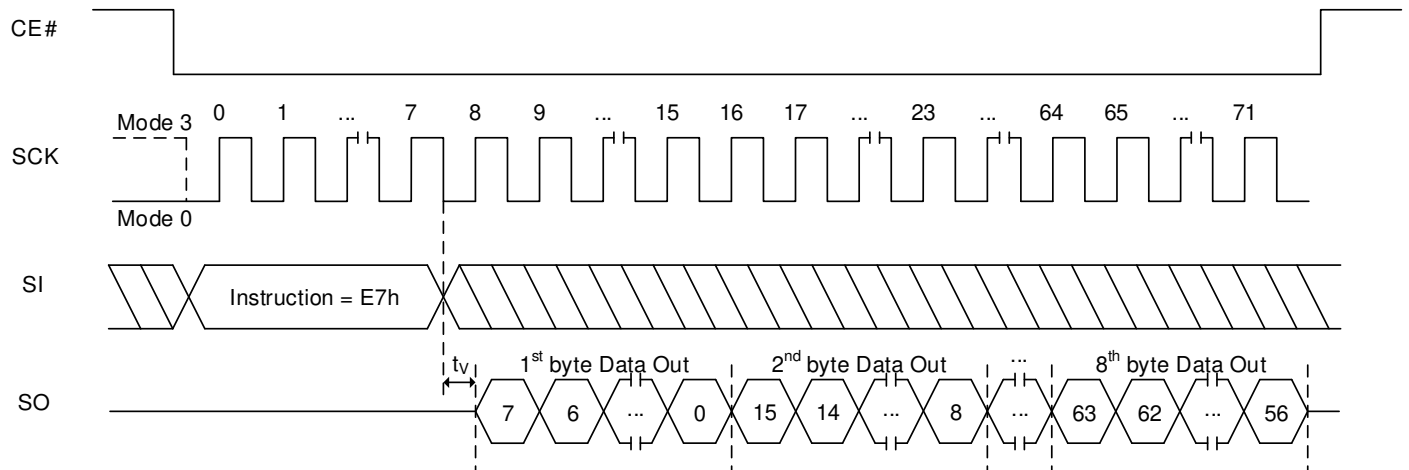 CE#
0 1 ... 7 8 9 ... 15 16 17 ... 23 ... 64 65 ... 71
Mode 3
SCK
Mode 0
SI
Instruction = E7h
tV 1st byte Data Out 2nd byte Data Out ... 8th byte Data Out
SO
7 6 ... 0 15 14 ... 8 ... 63 62 ... 56